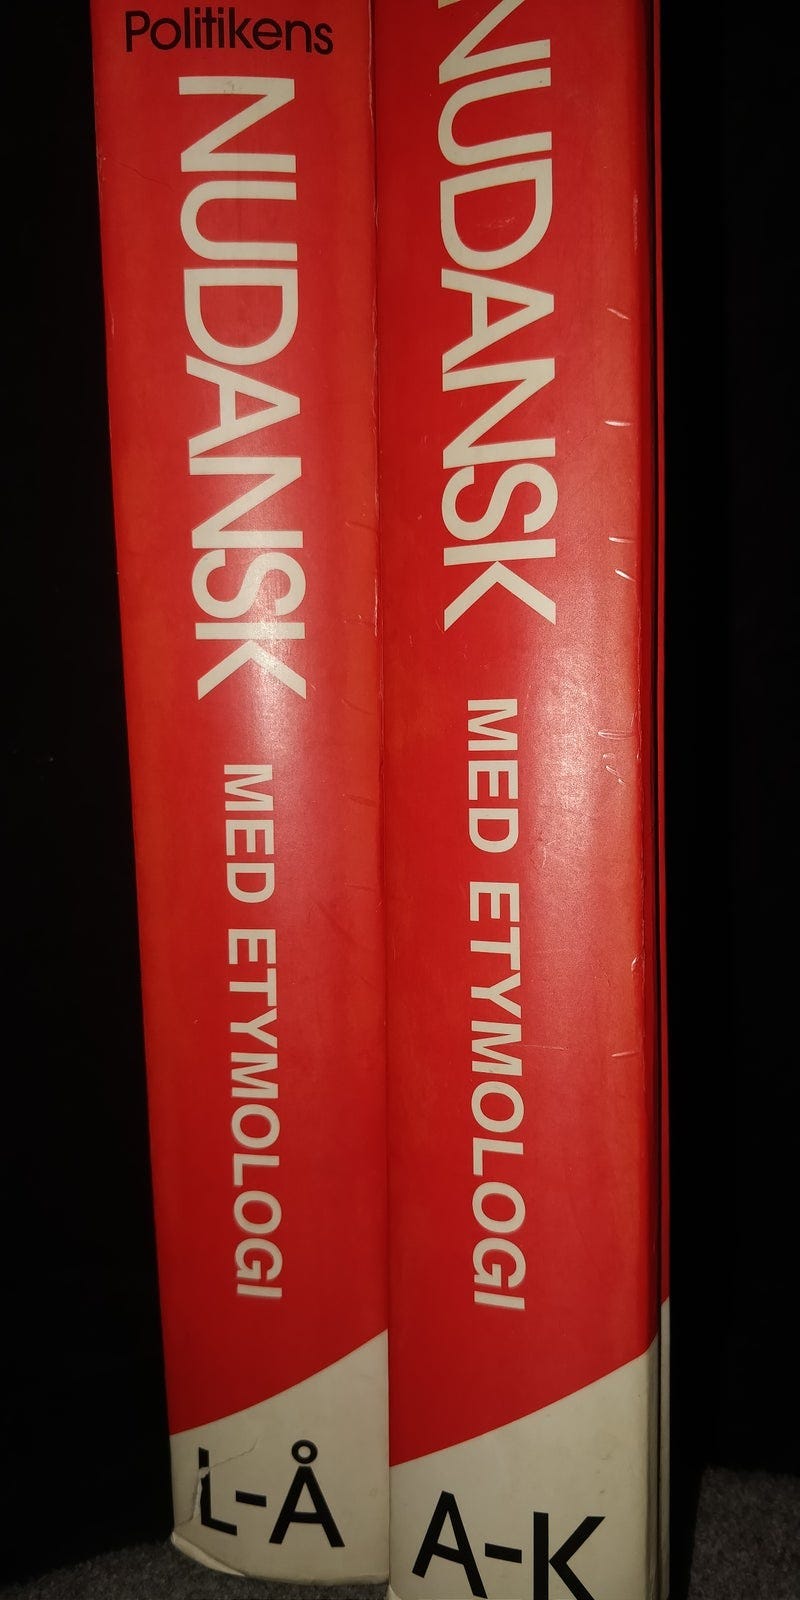 Politikens
NUDANSK
MED ETYMOLOGI
L-Å
NUDANSK
MED ETYMOLOGI
A-K